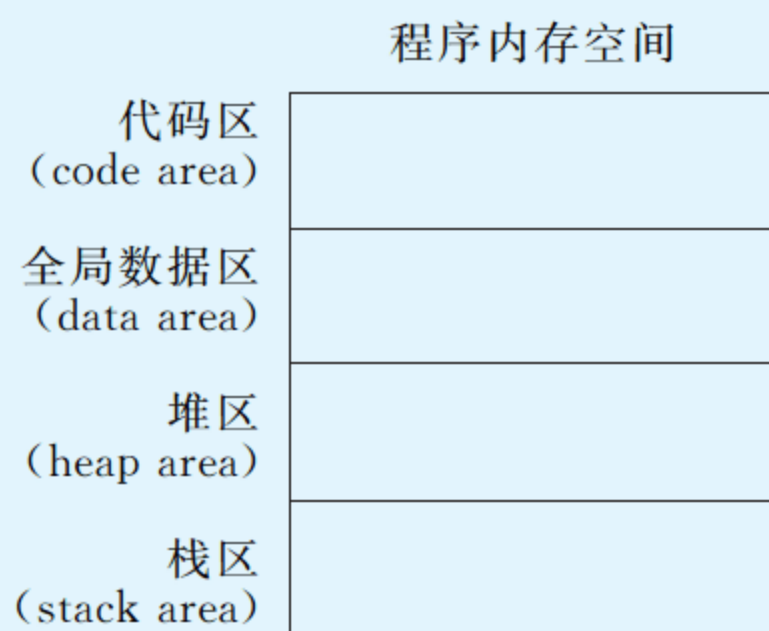 程序内存空间
代码区
（code area）
全局数据区
（data area）
堆区
（heap area）
栈区
（stack area）